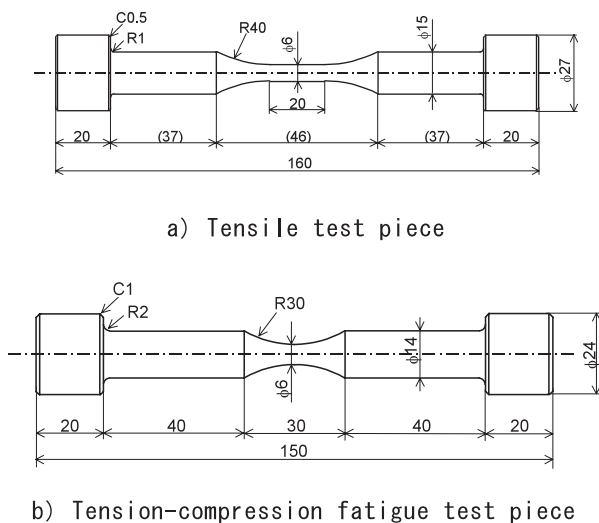 C0.5
R1
R40
ϕ6
ϕ15
ϕ27
20
20
(37)
(46)
(37)
20
160
a) Tensile test piece
C1
R2
R30
ϕ6
ϕ14
ϕ24
20
40
30
40
20
150
b) Tension-compression fatigue test piece